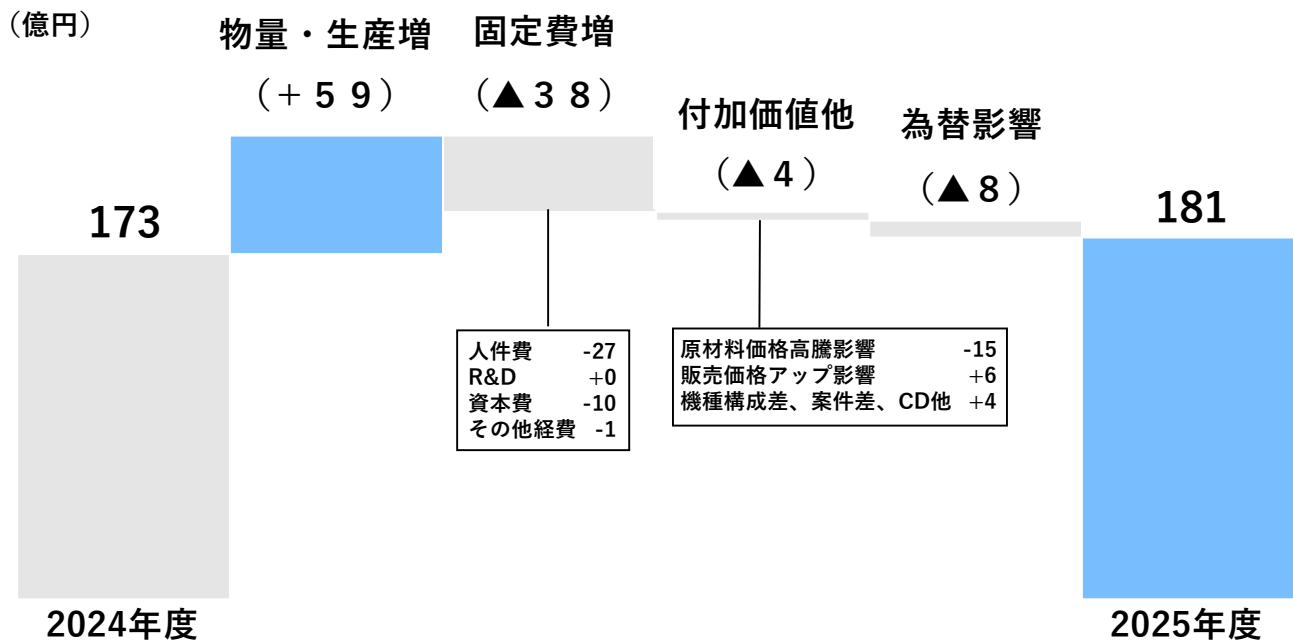 （億円）
物量・生産増
（＋５９）
固定費増
（▲３８）
付加価値他
（▲４）
為替影響
（▲８）
173
181
人件費 -27
R&D +0
資本費 -10
その他経費 -1
原材料価格高騰影響 -15
販売価格アップ影響 +6
機種構成差、案件差、CD他 +4
2024年度
2025年度